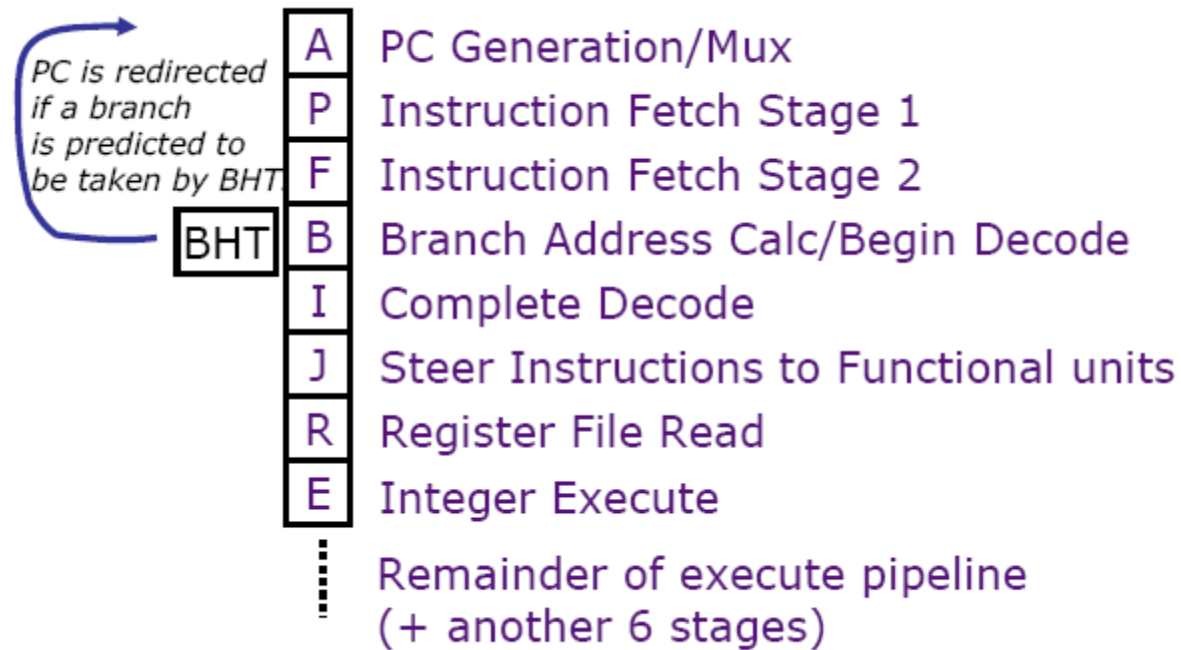 A PC Generation/Mux
PC is redirected
if a branch
is predicted to
be taken by BHT.
P Instruction Fetch Stage 1
F Instruction Fetch Stage 2
BHT B Branch Address Calc/Begin Decode
I Complete Decode
J Steer Instructions to Functional units
R Register File Read
E Integer Execute
Remainder of execute pipeline
(+ another 6 stages)